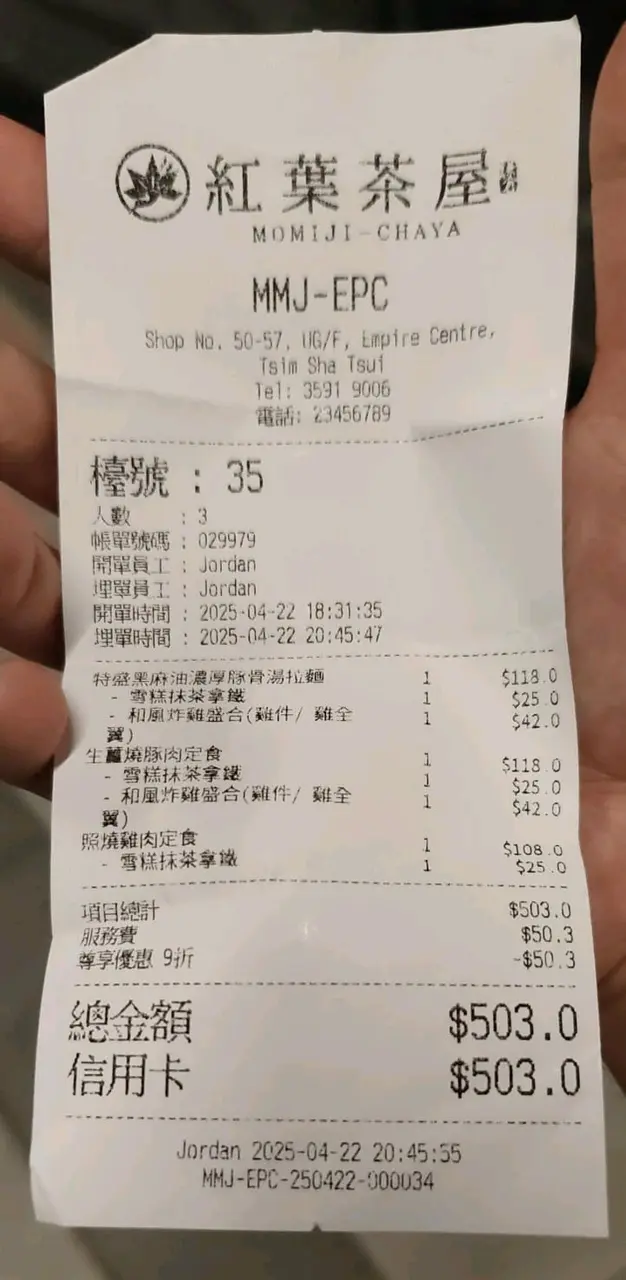 紅葉茶屋
MOMIJI-CHAYA
MMJ-EPC
Shop No. 50-57, UG/F, Empire Centre,
Tsim Sha Tsui
Tel: 3591 9006
電話: 23456789
檯號 : 35
人數 : 3
帳單號碼 : 029979
開單員工 : Jordan
埋單員工 : Jordan
開單時間 : 2025-04-22 18:31:35
埋單時間 : 2025-04-22 20:45:47
特盛黑麻油濃厚豚骨湯拉麵 1 $118.0
- 雪糕抹茶拿鐵 1 $25.0
- 和風炸雞盛合(雞件/ 雞全 1 $42.0
翼)
生薑燒豚肉定食 1 $118.0
- 雪糕抹茶拿鐵 1 $25.0
- 和風炸雞盛合(雞件/ 雞全 1 $42.0
翼)
照燒雞肉定食 1 $108.0
- 雪糕抹茶拿鐵 1 $25.0
項目總計 $503.0
服務費 $50.3
尊享優惠 9折 -$50.3
總金額 $503.0
信用卡 $503.0
Jordan 2025-04-22 20:45:55
MMJ-EPC-250422-000034